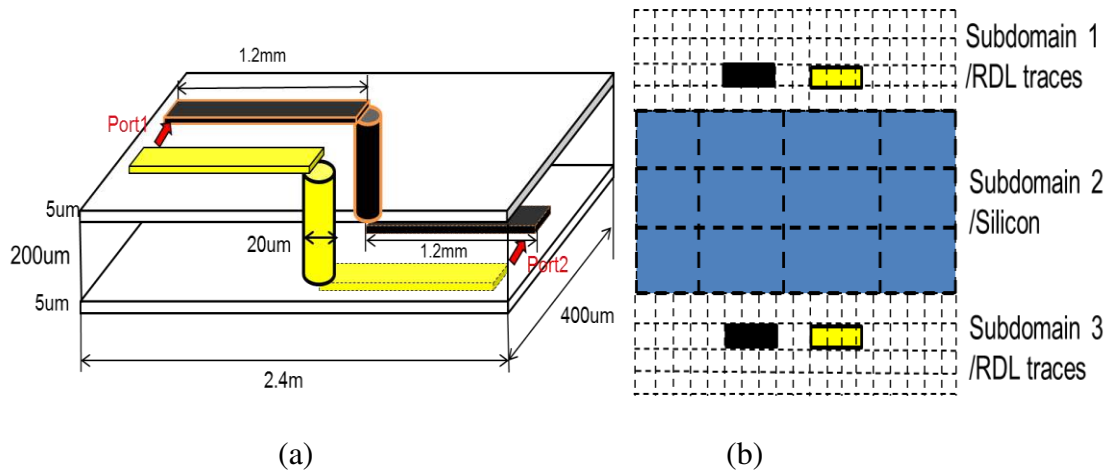 1.2mm
Port1
5um
200um
20um
1.2mm
Port2
5um
400um
2.4m
(a)
Subdomain 1
/RDL traces
Subdomain 2
/Silicon
Subdomain 3
/RDL traces
(b)